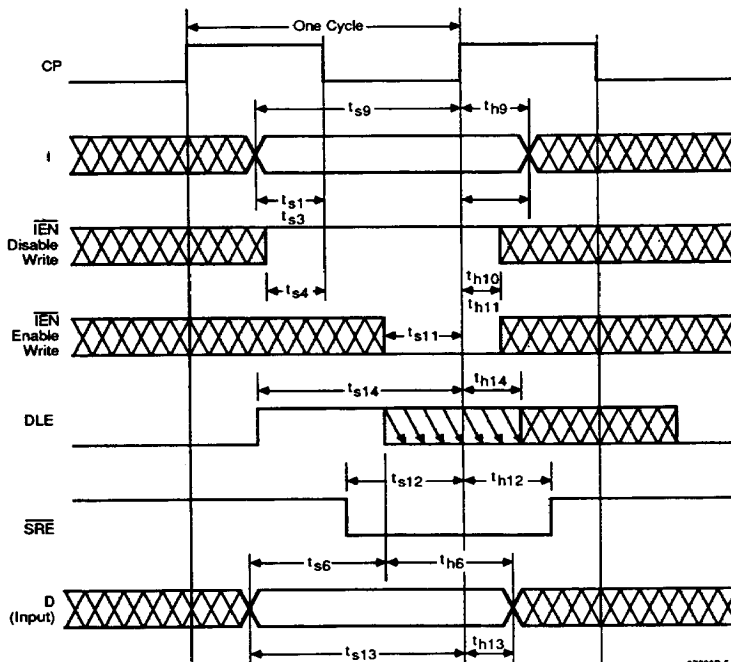 One Cycle
CP
ts9
th9
I
ts1
ts3
IEN
Disable
Write
th10
th11
ts4
IEN
Enable
Write
ts11
ts14
th14
DLE
ts12
th12
SRE
ts6
th6
D
(Input)
ts13
th13